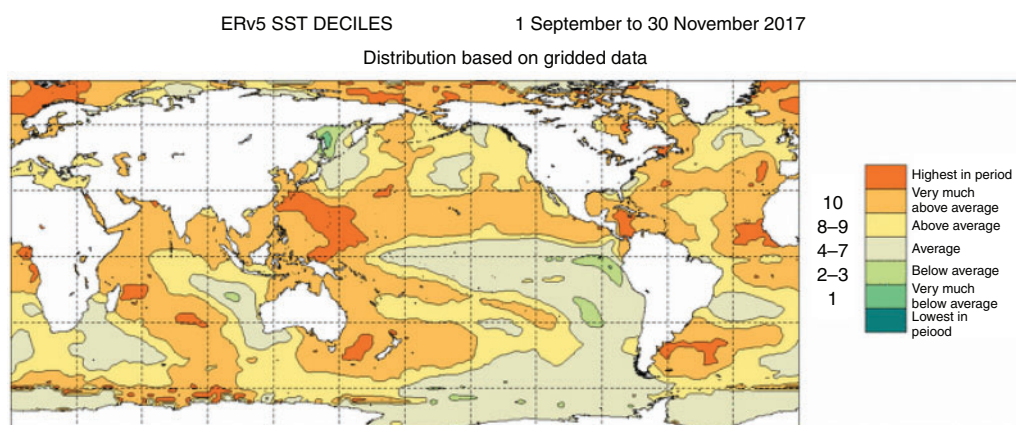 ERv5 SST DECILES 1 September to 30 November 2017
Distribution based on gridded data
Highest in period
10 Very much
above average
8–9 Above average
4–7 Average
2–3 Below average
1 Very much
below average
Lowest in
peiood